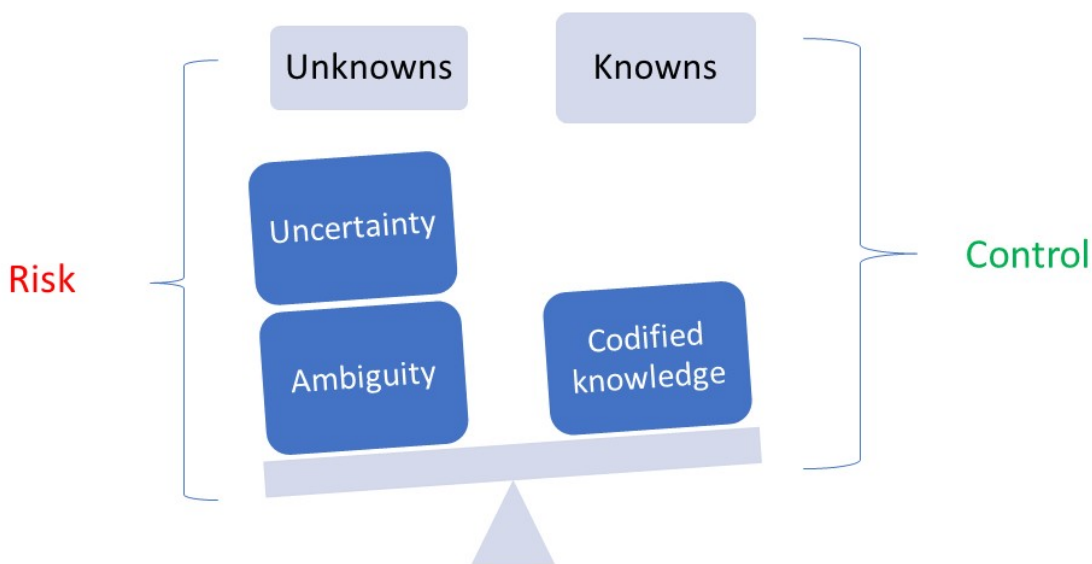 Unknowns
Knowns
Uncertainty
Risk
Control
Ambiguity
Codified
knowledge